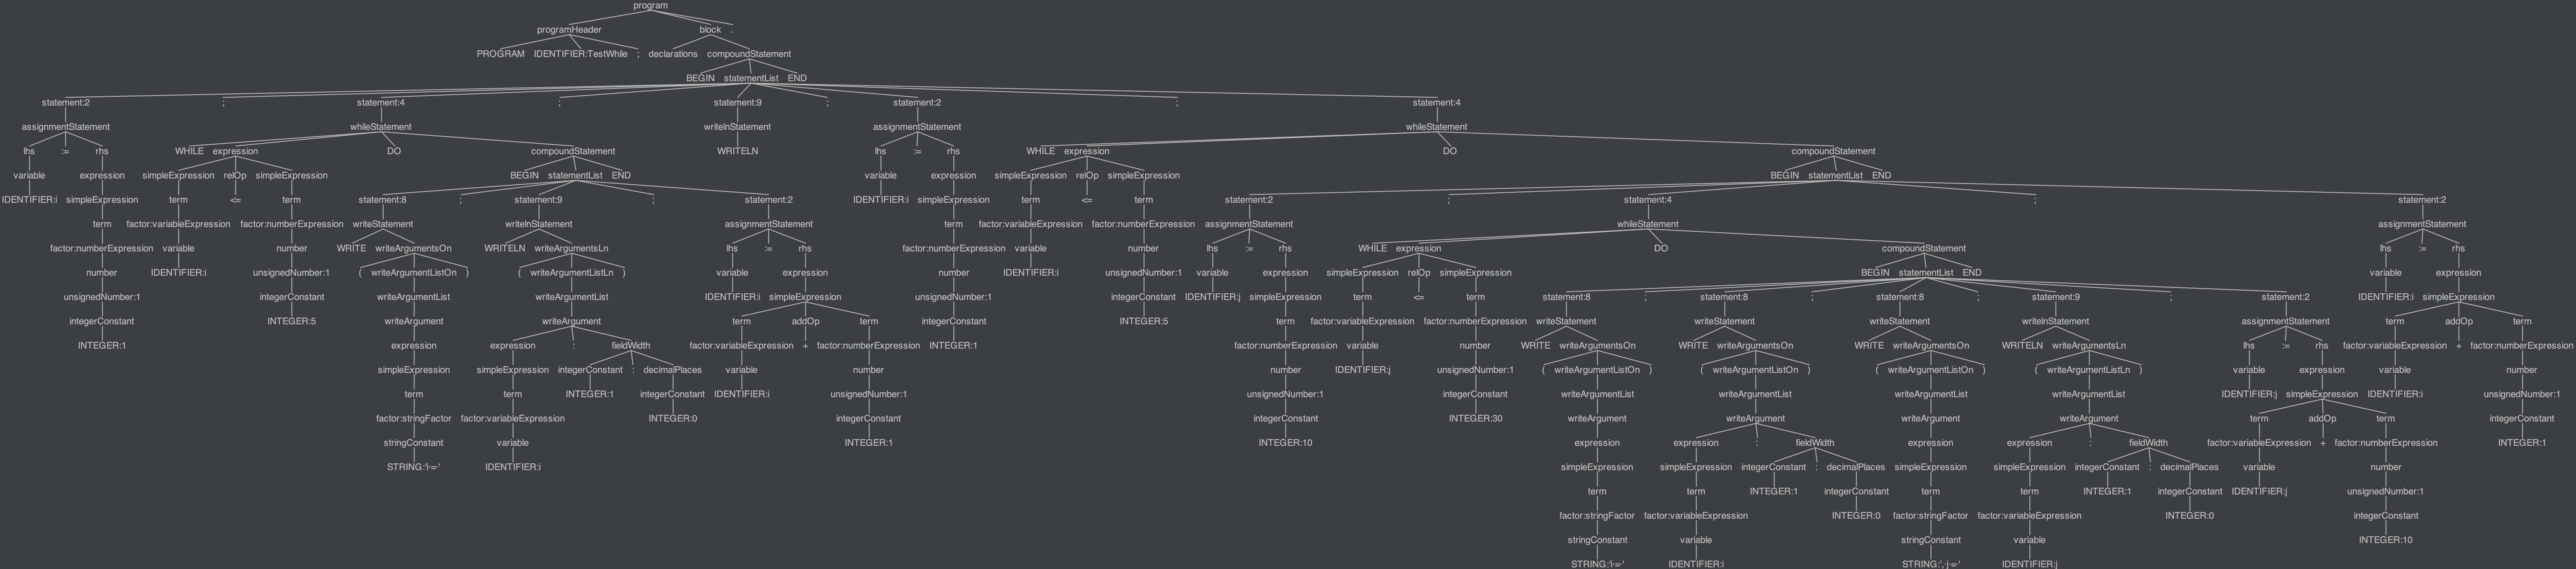 program
programHeader block .
PROGRAM IDENTIFIER:TestWhile ; declarations compoundStatement
BEGIN statementList END
statement:2 ; statement:4 ; statement:9 ; statement:2 ; statement:4
assignmentStatement whileStatement writelnStatement assignmentStatement whileStatement
lhs := rhs WHILE expression DO compoundStatement WRITELN lhs := rhs WHILE expression DO compoundStatement
variable expression simpleExpression relOp simpleExpression BEGIN statementList END variable expression simpleExpression relOp simpleExpression BEGIN statementList END
IDENTIFIER:i simpleExpression term <= term statement:8 ; statement:9 ; statement:2 IDENTIFIER:i simpleExpression term <= term statement:2 ; statement:4 ; statement:2
term factor:variableExpression factor:numberExpression writeStatement writelnStatement assignmentStatement term factor:variableExpression factor:numberExpression assignmentStatement whileStatement assignmentStatement
factor:numberExpression variable number WRITE writeArgumentsOn WRITELN writeArgumentsLn lhs := rhs factor:numberExpression variable number lhs := rhs WHILE expression DO compoundStatement lhs := rhs
number IDENTIFIER:i unsignedNumber:1 ( writeArgumentListOn ) ( writeArgumentListLn ) variable expression number IDENTIFIER:i unsignedNumber:1 variable expression simpleExpression relOp simpleExpression BEGIN statementList END variable expression
unsignedNumber:1 integerConstant writeArgumentList writeArgumentList IDENTIFIER:i simpleExpression unsignedNumber:1 integerConstant IDENTIFIER:j simpleExpression term <= term statement:8 ; statement:8 ; statement:8 ; statement:9 ; statement:2 IDENTIFIER:i simpleExpression
integerConstant INTEGER:5 writeArgument writeArgument term addOp term integerConstant INTEGER:5 term factor:variableExpression factor:numberExpression writeStatement writeStatement writeStatement writelnStatement assignmentStatement term addOp term
INTEGER:1 expression expression : fieldWidth factor:variableExpression + factor:numberExpression INTEGER:1 factor:numberExpression variable number WRITE writeArgumentsOn WRITE writeArgumentsOn WRITE writeArgumentsOn WRITELN writeArgumentsLn lhs := rhs factor:variableExpression + factor:numberExpression
simpleExpression simpleExpression integerConstant : decimalPlaces variable number number IDENTIFIER:j unsignedNumber:1 ( writeArgumentListOn ) ( writeArgumentListOn ) ( writeArgumentListOn ) ( writeArgumentListLn ) variable expression variable number
term term INTEGER:1 integerConstant IDENTIFIER:i unsignedNumber:1 unsignedNumber:1 integerConstant writeArgumentList writeArgumentList writeArgumentList writeArgumentList IDENTIFIER:j simpleExpression IDENTIFIER:i unsignedNumber:1
factor:stringFactor factor:variableExpression INTEGER:0 integerConstant integerConstant INTEGER:30 writeArgument writeArgument writeArgument writeArgument term addOp term integerConstant
stringConstant variable INTEGER:1 INTEGER:10 expression expression : fieldWidth expression expression : fieldWidth factor:variableExpression + factor:numberExpression INTEGER:1
STRING:'i·=·' IDENTIFIER:i simpleExpression simpleExpression integerConstant : decimalPlaces simpleExpression simpleExpression integerConstant : decimalPlaces variable number
term term INTEGER:1 integerConstant term term INTEGER:1 integerConstant IDENTIFIER:j unsignedNumber:1
factor:stringFactor factor:variableExpression INTEGER:0 factor:stringFactor factor:variableExpression INTEGER:0 integerConstant
stringConstant variable stringConstant variable INTEGER:10
STRING:'i·=·' IDENTIFIER:i STRING:',·j·=·' IDENTIFIER:j